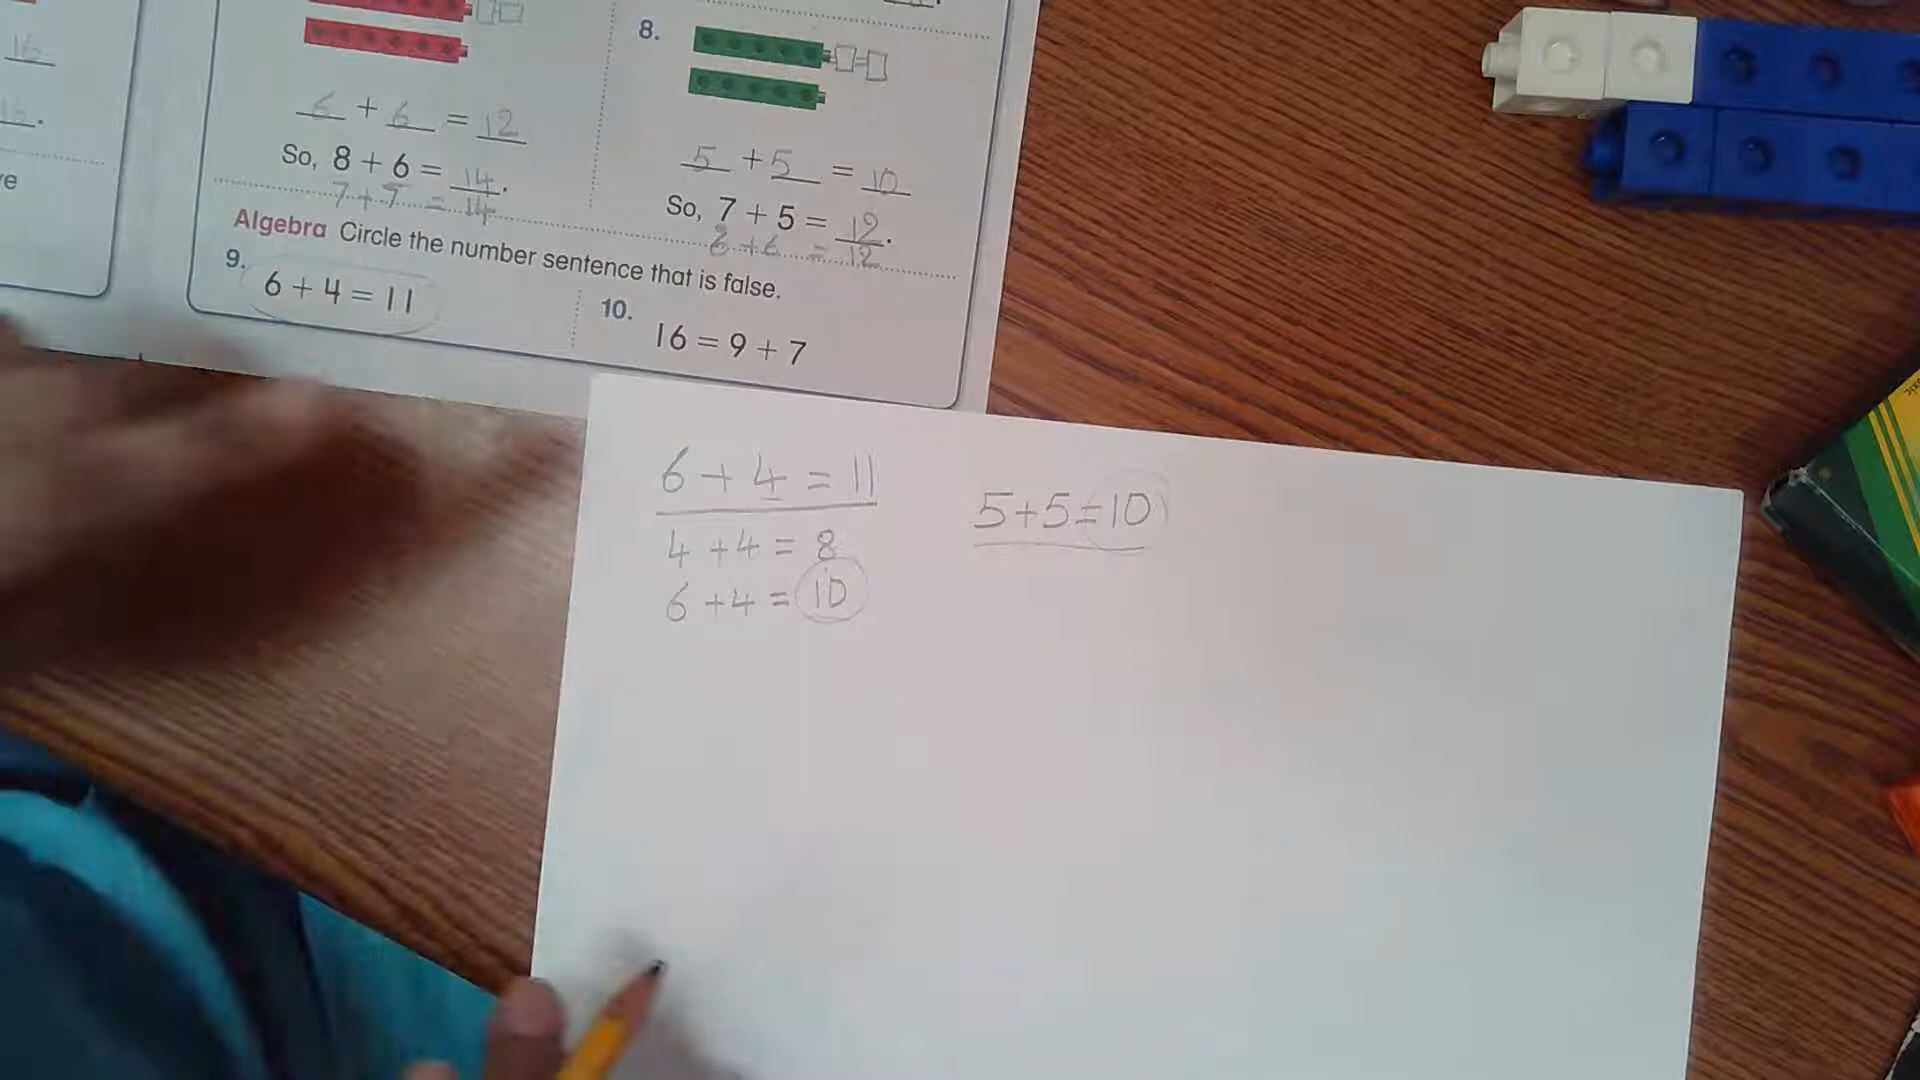 16
16.
re
6 + 6 = 12
So, 8 + 6 = 14.
7 + 7 = 14
8.
5 + 5 = 10
So, 7 + 5 = 12.
6 + 6 = 12
Algebra Circle the number sentence that is false.
9.
6 + 4 = 11
10.
16 = 9 + 7
6 + 4 = 11
4 + 4 = 8
6 + 4 = 10
5 + 5 = 10